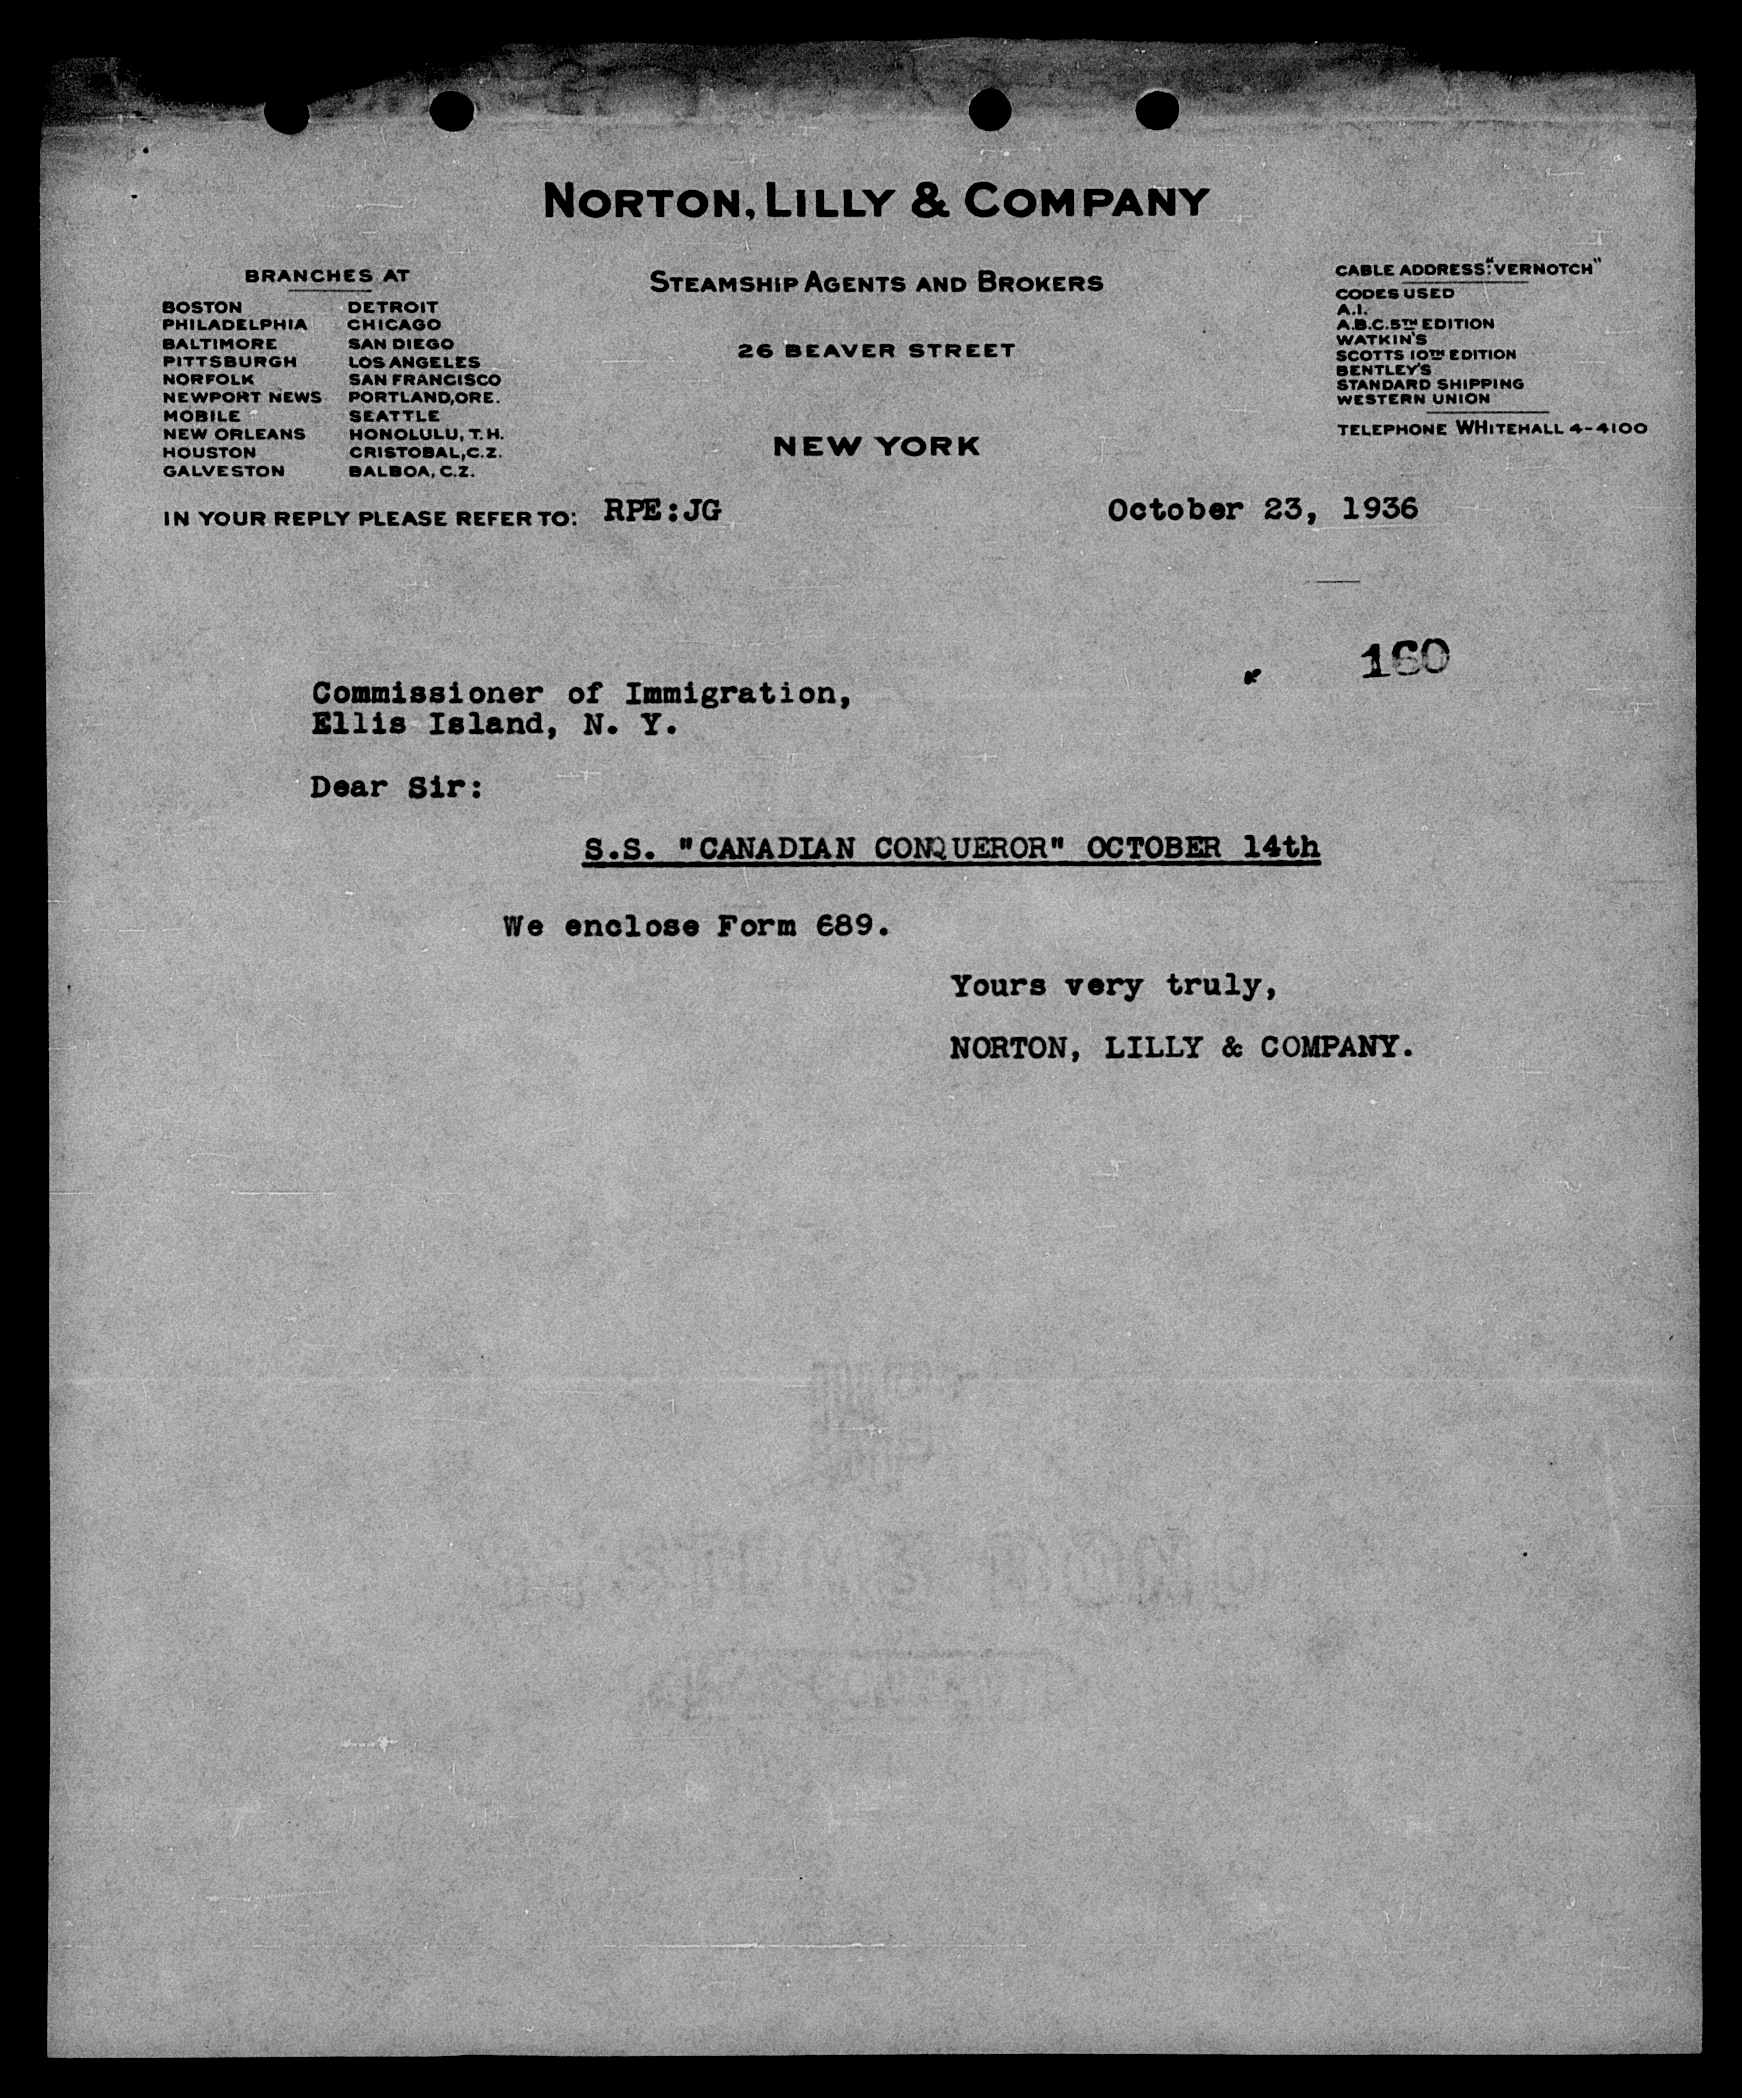 NORTON, LILLY & COMPANY
BRANCHES AT
BOSTON DETROIT
PHILADELPHIA CHICAGO
BALTIMORE SAN DIEGO
PITTSBURGH LOS ANGELES
NORFOLK SAN FRANCISCO
NEWPORT NEWS PORTLAND, ORE.
MOBILE SEATTLE
NEW ORLEANS HONOLULU, T.H.
HOUSTON CRISTOBAL, C.Z.
GALVESTON BALBOA, C.Z.
STEAMSHIP AGENTS AND BROKERS
26 BEAVER STREET
NEW YORK
CABLE ADDRESS: "VERNOTCH"
CODES USED
A.I.
A.B.C. 5TH EDITION
WATKIN'S
SCOTTS 10TH EDITION
BENTLEY'S
STANDARD SHIPPING
WESTERN UNION
TELEPHONE WHITEHALL 4-4100
IN YOUR REPLY PLEASE REFER TO: RPE:JG
October 23, 1936
160
Commissioner of Immigration,
Ellis Island, N. Y.
Dear Sir:
S.S. "CANADIAN CONQUEROR" OCTOBER 14th
We enclose Form 689.
Yours very truly,
NORTON, LILLY & COMPANY.